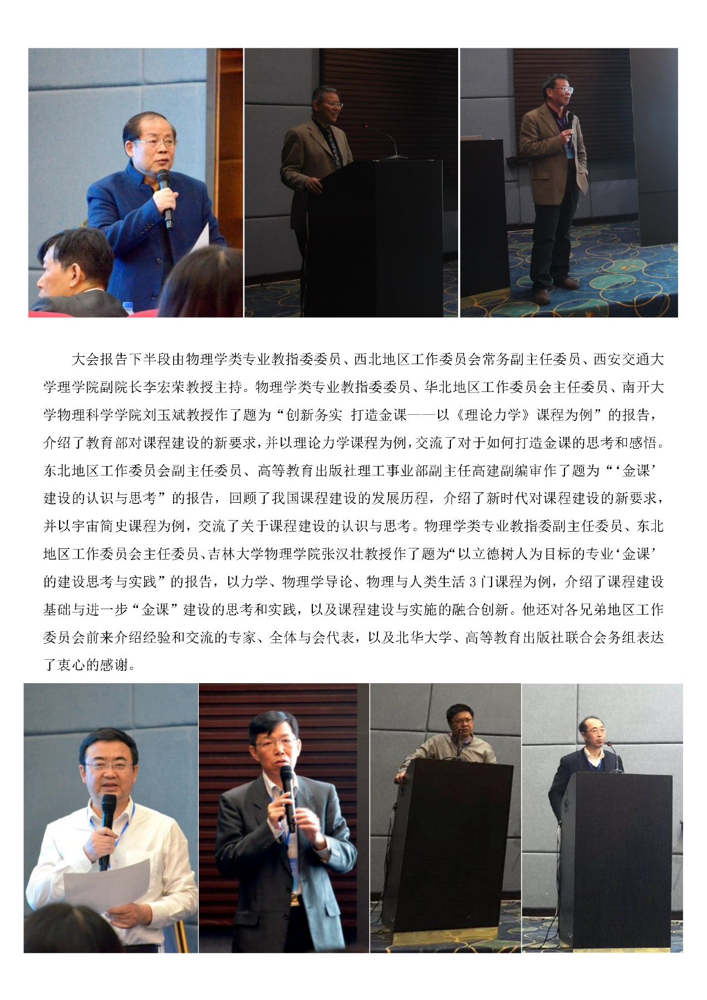 大会报告下半段由物理学类专业教指委委员、西北地区工作委员会常务副主任委员、西安交通大
学理学院副院长李宏荣教授主持。物理学类专业教指委委员、华北地区工作委员会主任委员、南开大
学物理科学学院刘玉斌教授作了题为“创新务实 打造金课——以《理论力学》课程为例”的报告，
介绍了教育部对课程建设的新要求，并以理论力学课程为例，交流了对于如何打造金课的思考和感悟。
东北地区工作委员会副主任委员、高等教育出版社理工事业部副主任高建副编审作了题为“‘金课’
建设的认识与思考”的报告，回顾了我国课程建设的发展历程，介绍了新时代对课程建设的新要求，
并以宇宙简史课程为例，交流了关于课程建设的认识与思考。物理学类专业教指委副主任委员、东北
地区工作委员会主任委员、吉林大学物理学院张汉壮教授作了题为“以立德树人为目标的专业‘金课’
的建设思考与实践”的报告，以力学、物理学导论、物理与人类生活 3 门课程为例，介绍了课程建设
基础与进一步“金课”建设的思考和实践，以及课程建设与实施的融合创新。他还对各兄弟地区工作
委员会前来介绍经验和交流的专家、全体与会代表，以及北华大学、高等教育出版社联合会务组表达
了衷心的感谢。